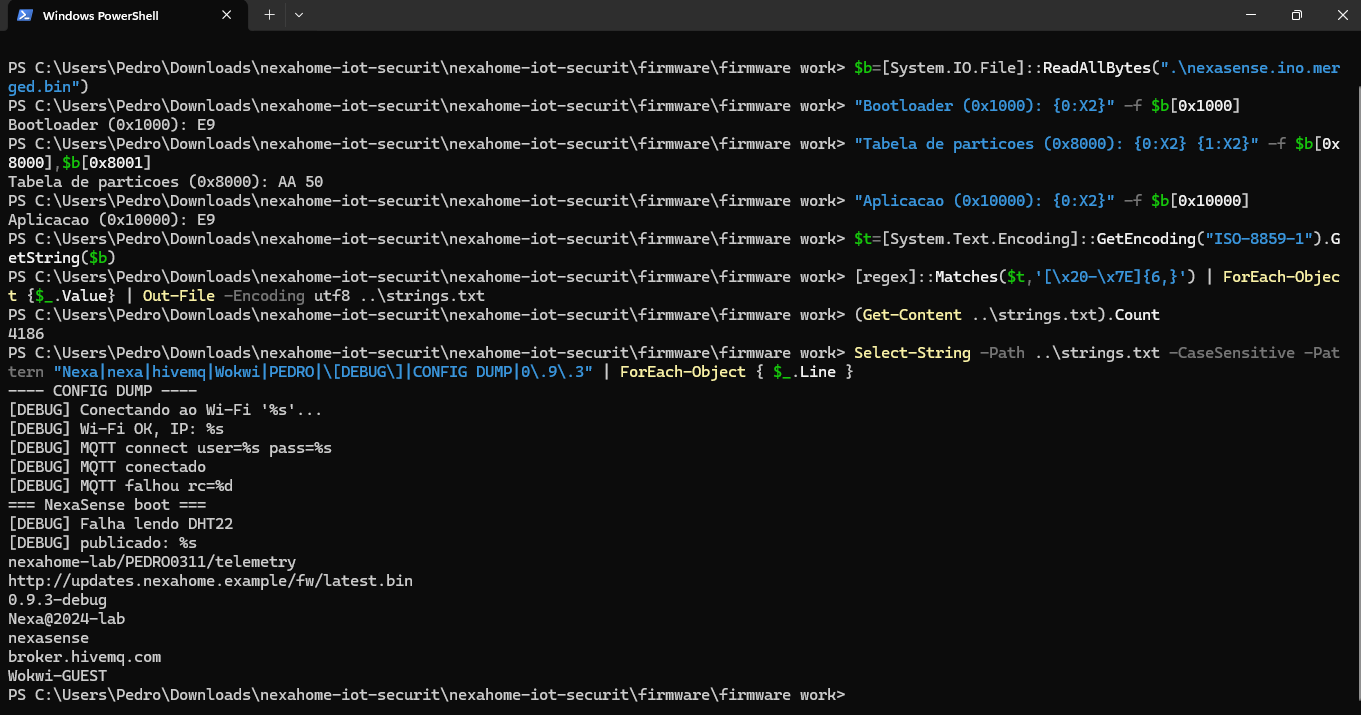 Windows PowerShell
PS C:\Users\Pedro\Downloads\nexahome-iot-securit\nexahome-iot-securit\firmware\firmware work> $b=[System.IO.File]::ReadAllBytes(".\nexasense.ino.mer
ged.bin")
PS C:\Users\Pedro\Downloads\nexahome-iot-securit\nexahome-iot-securit\firmware\firmware work> "Bootloader (0x1000): {0:X2}" -f $b[0x1000]
Bootloader (0x1000): E9
PS C:\Users\Pedro\Downloads\nexahome-iot-securit\nexahome-iot-securit\firmware\firmware work> "Tabela de particoes (0x8000): {0:X2} {1:X2}" -f $b[0x
8000],$b[0x8001]
Tabela de particoes (0x8000): AA 50
PS C:\Users\Pedro\Downloads\nexahome-iot-securit\nexahome-iot-securit\firmware\firmware work> "Aplicacao (0x10000): {0:X2}" -f $b[0x10000]
Aplicacao (0x10000): E9
PS C:\Users\Pedro\Downloads\nexahome-iot-securit\nexahome-iot-securit\firmware\firmware work> $t=[System.Text.Encoding]::GetEncoding("ISO-8859-1").G
etString($b)
PS C:\Users\Pedro\Downloads\nexahome-iot-securit\nexahome-iot-securit\firmware\firmware work> [regex]::Matches($t,'[\x20-\x7E]{6,}') | ForEach-Objec
t {$_.Value} | Out-File -Encoding utf8 ..\strings.txt
PS C:\Users\Pedro\Downloads\nexahome-iot-securit\nexahome-iot-securit\firmware\firmware work> (Get-Content ..\strings.txt).Count
4186
PS C:\Users\Pedro\Downloads\nexahome-iot-securit\nexahome-iot-securit\firmware\firmware work> Select-String -Path ..\strings.txt -CaseSensitive -Pat
tern "Nexa|nexa|hivemq|Wokwi|PEDRO|\[DEBUG\]|CONFIG DUMP|0\.9\.3" | ForEach-Object { $_.Line }
---- CONFIG DUMP ----
[DEBUG] Conectando ao Wi-Fi '%s'...
[DEBUG] Wi-Fi OK, IP: %s
[DEBUG] MQTT connect user=%s pass=%s
[DEBUG] MQTT conectado
[DEBUG] MQTT falhou rc=%d
=== NexaSense boot ===
[DEBUG] Falha lendo DHT22
[DEBUG] publicado: %s
nexahome-lab/PEDRO0311/telemetry
http://updates.nexahome.example/fw/latest.bin
0.9.3-debug
Nexa@2024-lab
nexasense
broker.hivemq.com
Wokwi-GUEST
PS C:\Users\Pedro\Downloads\nexahome-iot-securit\nexahome-iot-securit\firmware\firmware work>